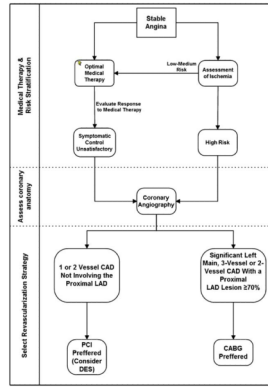 Stable
Angina
Medical Therapy &
Risk Stratification
Optimal
Medical
Therapy
Low-Medium
Risk
Assessment
of Ischemia
Evaluate Response
to Medical Therapy
Symptomatic
Control
Unsatisfactory
High Risk
Assess coronary
anatomy
Coronary
Angiography
Select Revascularization Strategy
1 or 2 Vessel CAD
Not Involving the
Proximal LAD
Significant Left
Main, 3-Vessel or 2-
Vessel CAD With a
Proximal
LAD Lesion ≥70%
PCI
Preffered
(Consider
DES)
CABG
Preffered